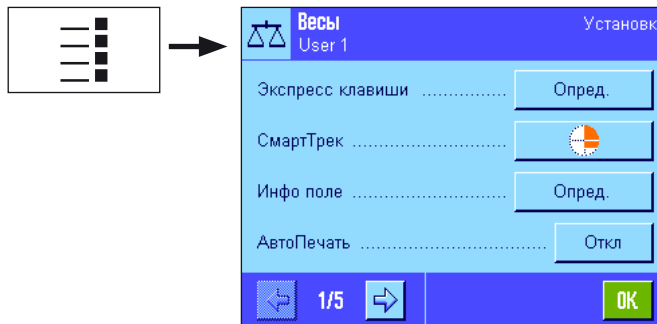 Весы
Установк
User 1
Экспресс клавиши ................ Опред.
СмартТрек .............................
Инфо поле ............................. Опред.
АвтоПечать ................................... Откл
1/5
OK